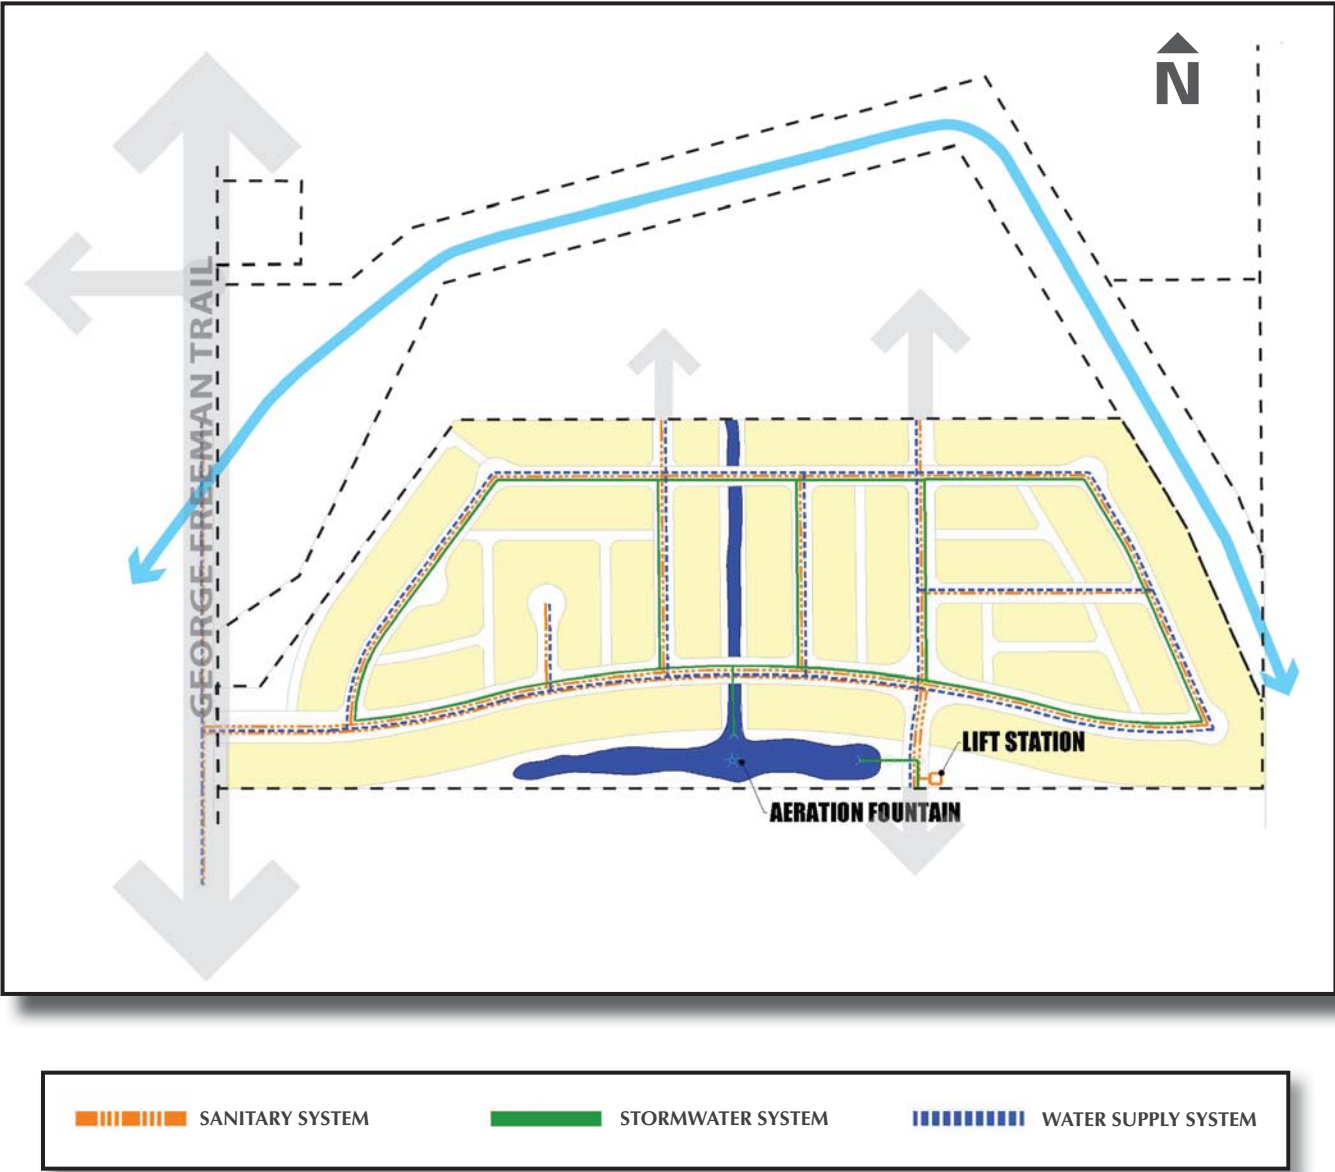 N
GEORGE FREEMAN TRAIL
LIFT STATION
AERATION FOUNTAIN
SANITARY SYSTEM
STORMWATER SYSTEM
WATER SUPPLY SYSTEM